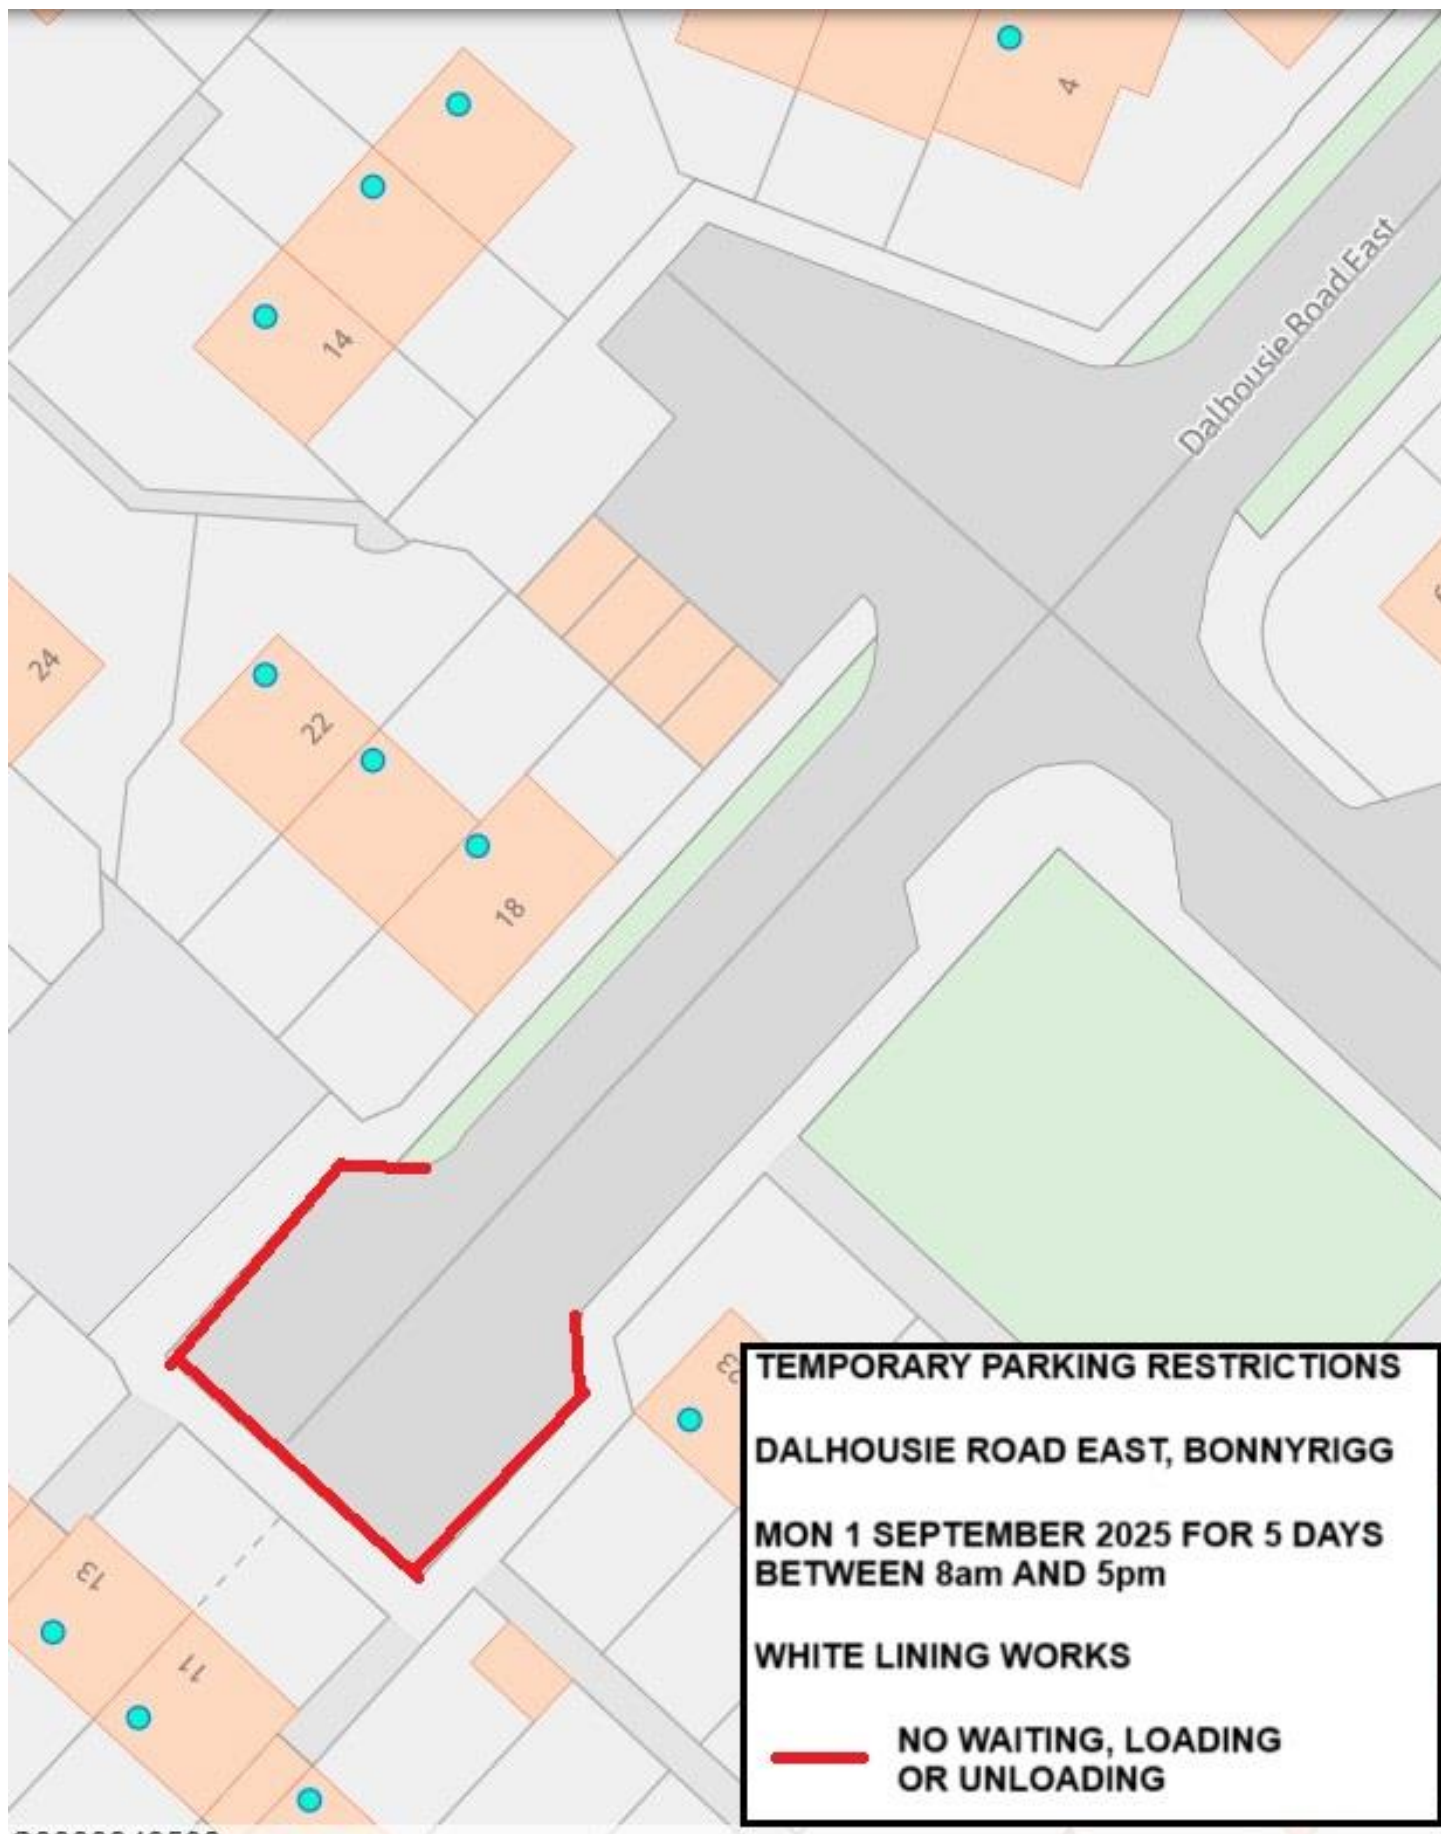 4
Dalhousie Road East
14
24
22
18
23
13
11
TEMPORARY PARKING RESTRICTIONS
DALHOUSIE ROAD EAST, BONNYRIGG
MON 1 SEPTEMBER 2025 FOR 5 DAYS
BETWEEN 8am AND 5pm
WHITE LINING WORKS
NO WAITING, LOADING
OR UNLOADING